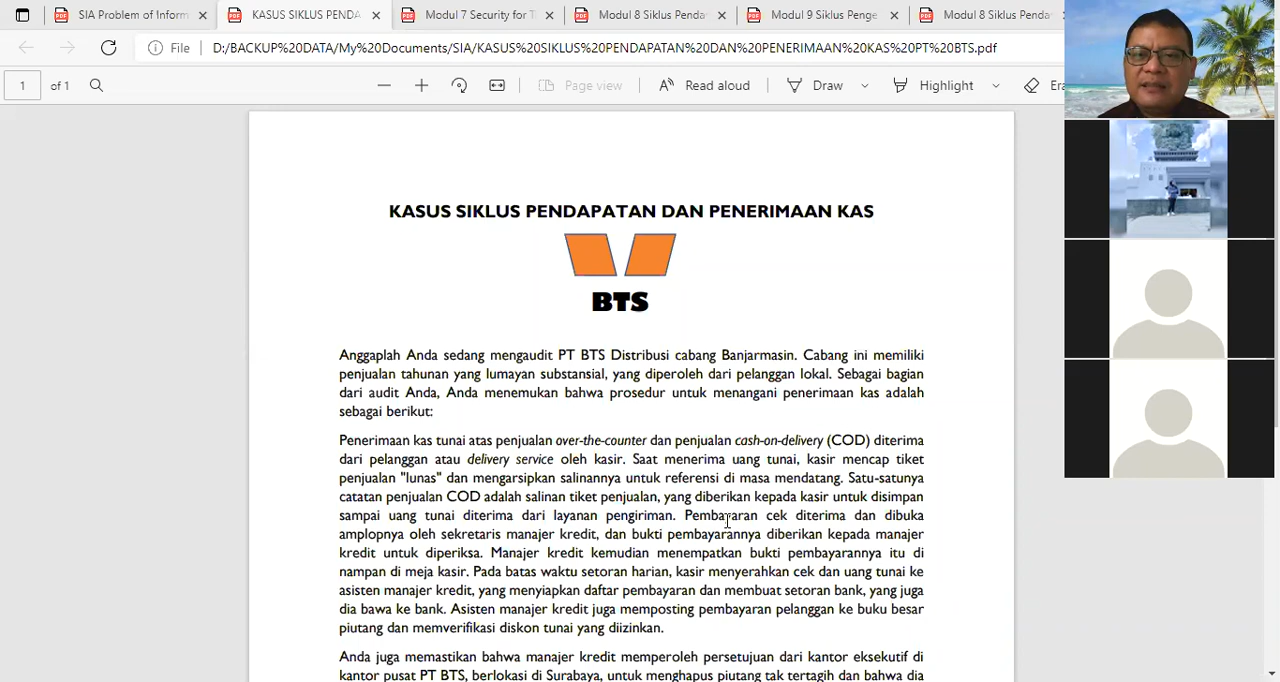 SIA Problem of Inform
KASUS SIKLUS PENDA
Modul 7 Security for T
Modul 8 Siklus Penda
Modul 9 Siklus Penge
Modul 8 Siklus Penda
File
D:/BACKUP%20DATA/My%20Documents/SIA/KASUS%20SIKLUS%20PENDAPATAN%20DAN%20PENERIMAAN%20KAS%20PT%20BTS.pdf
1 of 1
Page view
Read aloud
Draw
Highlight
Era
KASUS SIKLUS PENDAPATAN DAN PENERIMAAN KAS
BTS
Anggaplah Anda sedang mengaudit PT BTS Distribusi cabang Banjarmasin. Cabang ini memiliki
penjualan tahunan yang lumayan substansial, yang diperoleh dari pelanggan lokal. Sebagai bagian
dari audit Anda, Anda menemukan bahwa prosedur untuk menangani penerimaan kas adalah
sebagai berikut:
Penerimaan kas tunai atas penjualan over-the-counter dan penjualan cash-on-delivery (COD) diterima
dari pelanggan atau delivery service oleh kasir. Saat menerima uang tunai, kasir mencap tiket
penjualan "lunas" dan mengarsipkan salinannya untuk referensi di masa mendatang. Satu-satunya
catatan penjualan COD adalah salinan tiket penjualan, yang diberikan kepada kasir untuk disimpan
sampai uang tunai diterima dari layanan pengiriman. Pembayaran cek diterima dan dibuka
amplopnya oleh sekretaris manajer kredit, dan bukti pembayarannya diberikan kepada manajer
kredit untuk diperiksa. Manajer kredit kemudian menempatkan bukti pembayarannya itu di
nampan di meja kasir. Pada batas waktu setoran harian, kasir menyerahkan cek dan uang tunai ke
asisten manajer kredit, yang menyiapkan daftar pembayaran dan membuat setoran bank, yang juga
dia bawa ke bank. Asisten manajer kredit juga memposting pembayaran pelanggan ke buku besar
piutang dan memverifikasi diskon tunai yang diizinkan.
Anda juga memastikan bahwa manajer kredit memperoleh persetujuan dari kantor eksekutif di
kantor pusat PT BTS, berlokasi di Surabaya, untuk menghapus piutang tak tertagih dan bahwa dia